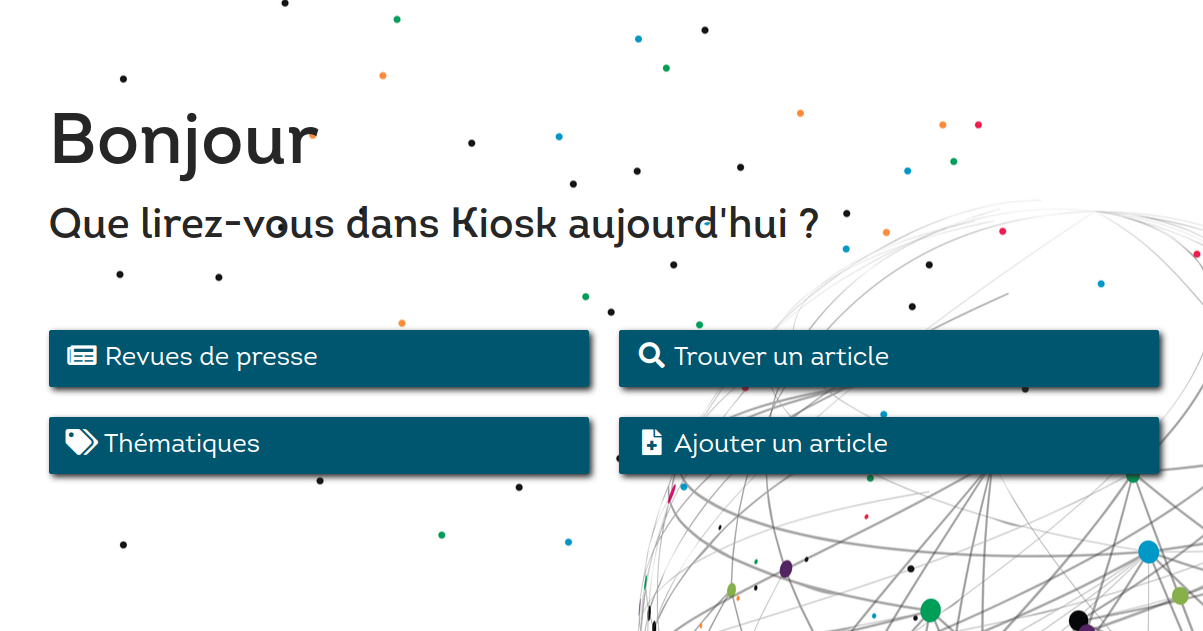 Bonjour
Que lirez-vous dans Kiosk aujourd'hui ?
Revues de presse
Trouver un article
Thématiques
Ajouter un article